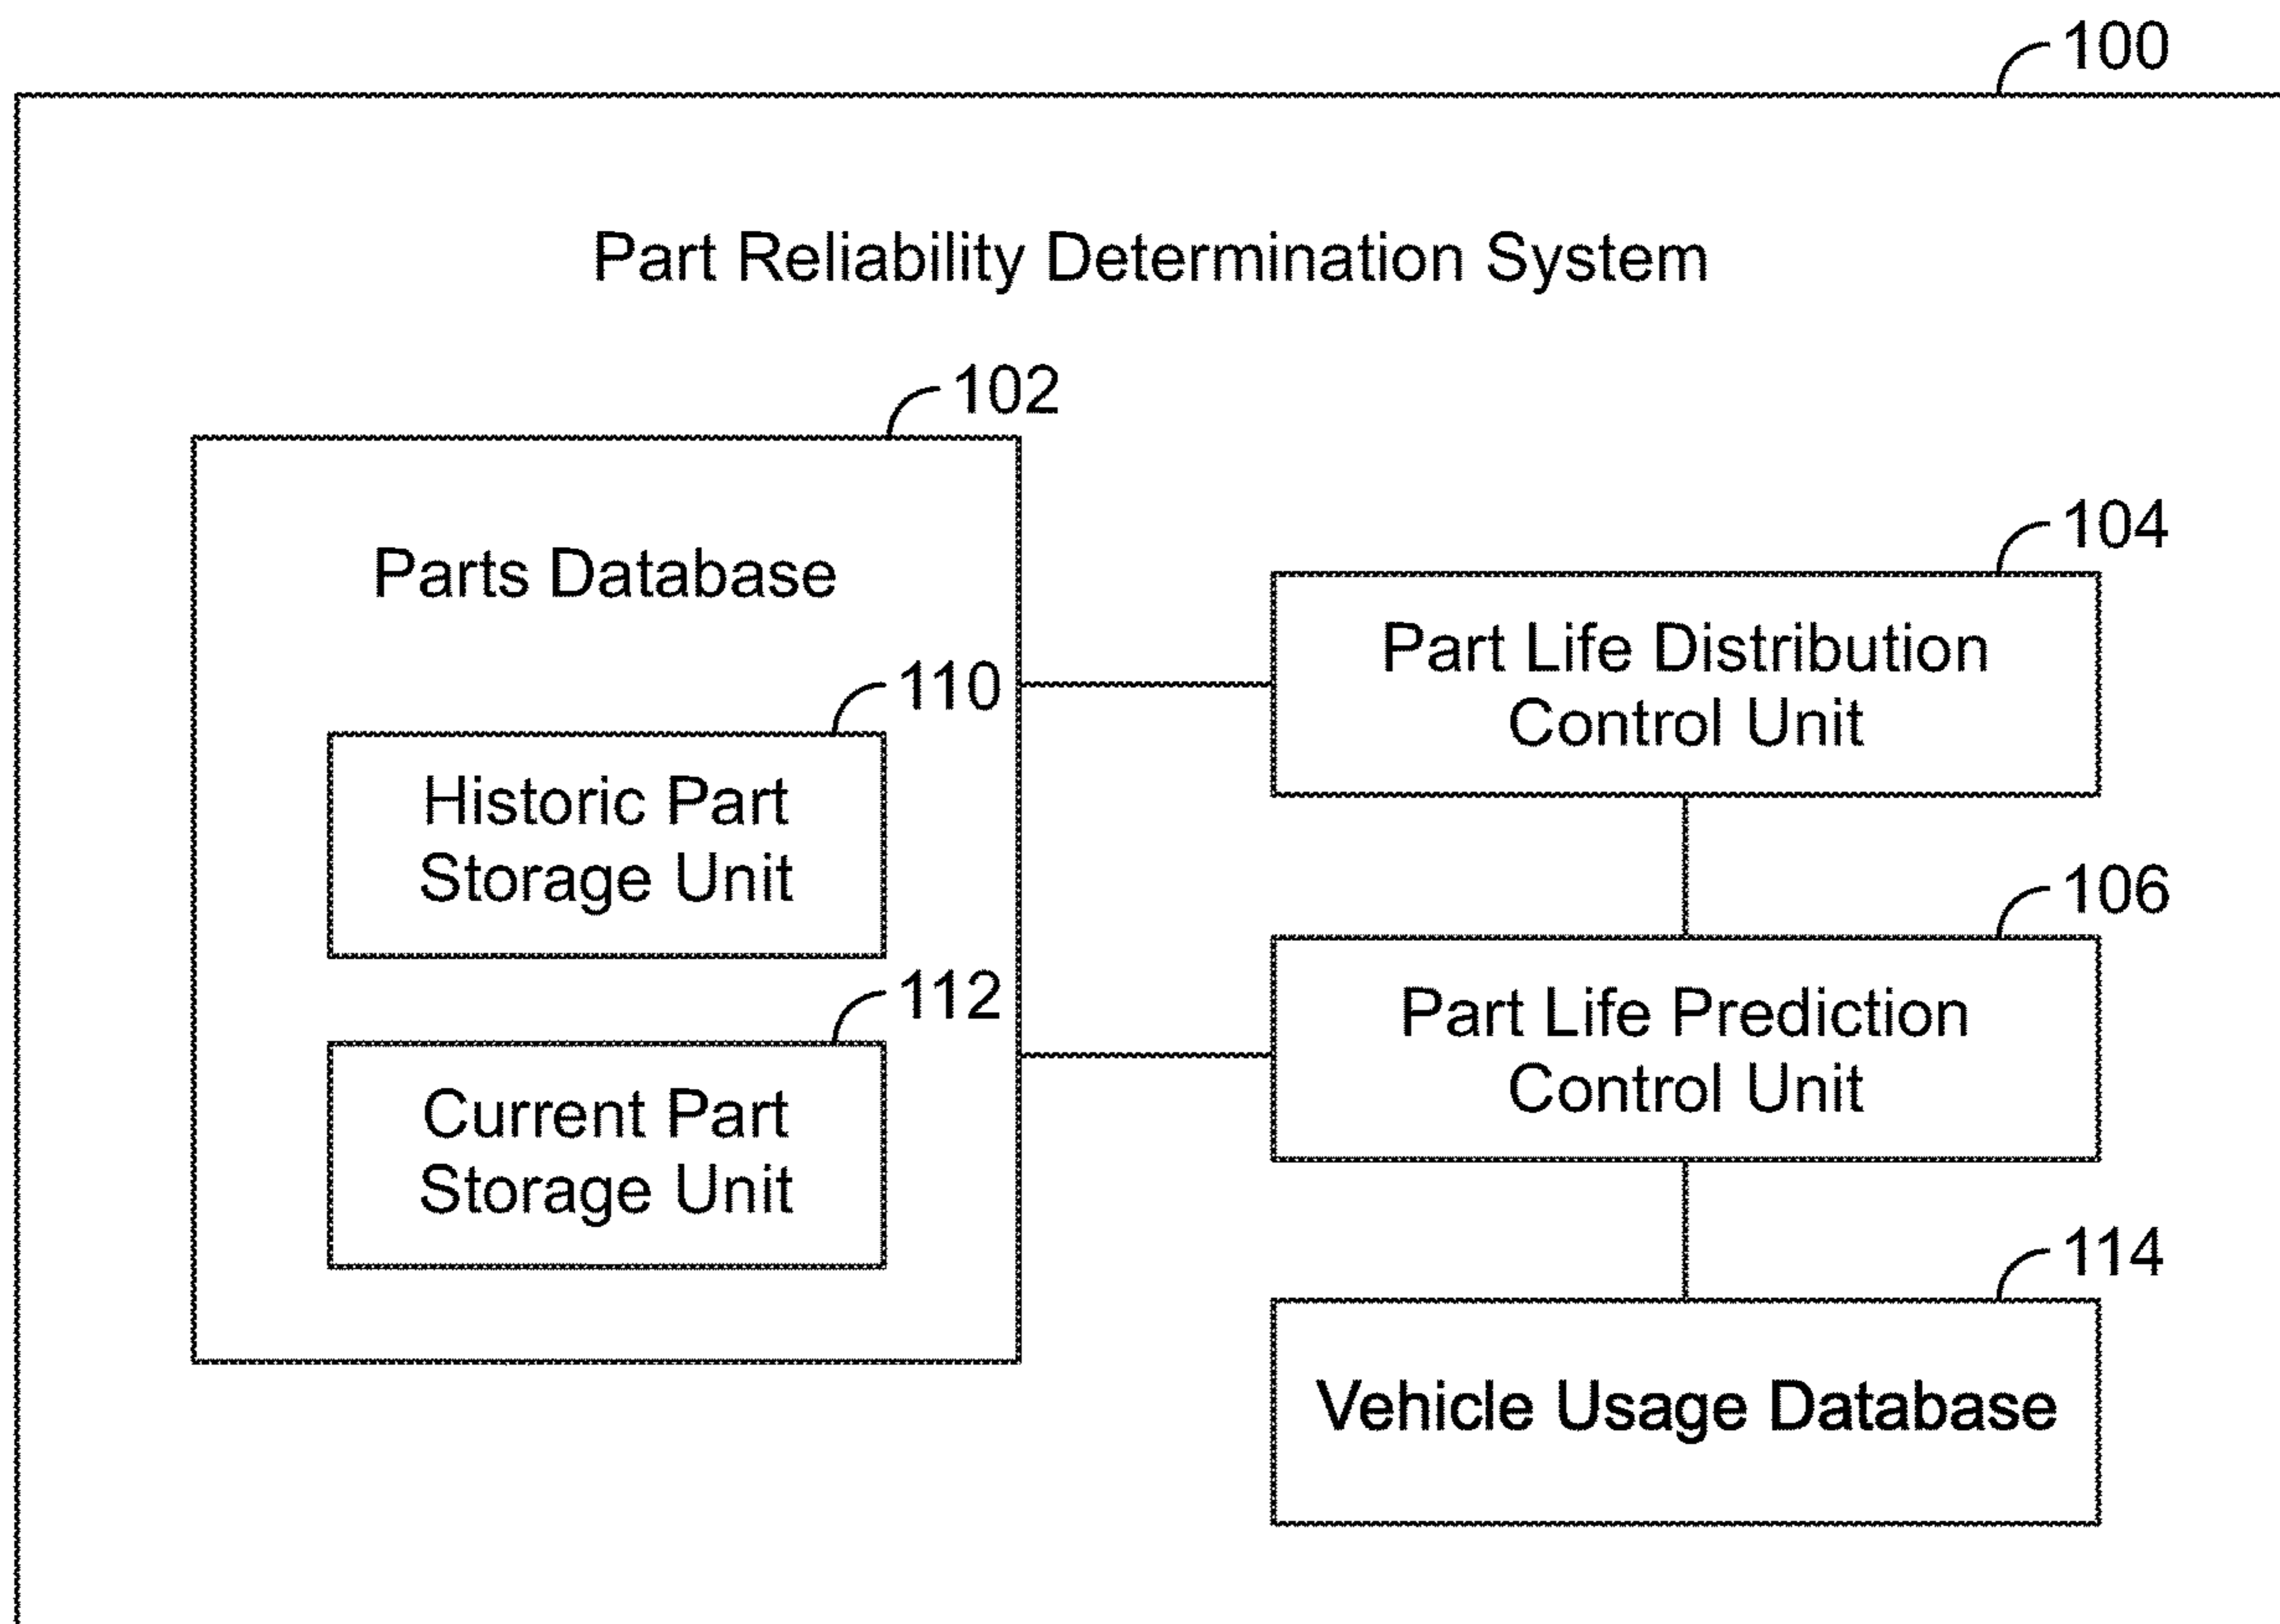 100
Part Reliability Determination System
102
Parts Database
104
Part Life Distribution
Control Unit
110
Historic Part
Storage Unit
106
Part Life Prediction
Control Unit
112
Current Part
Storage Unit
114
Vehicle Usage Database